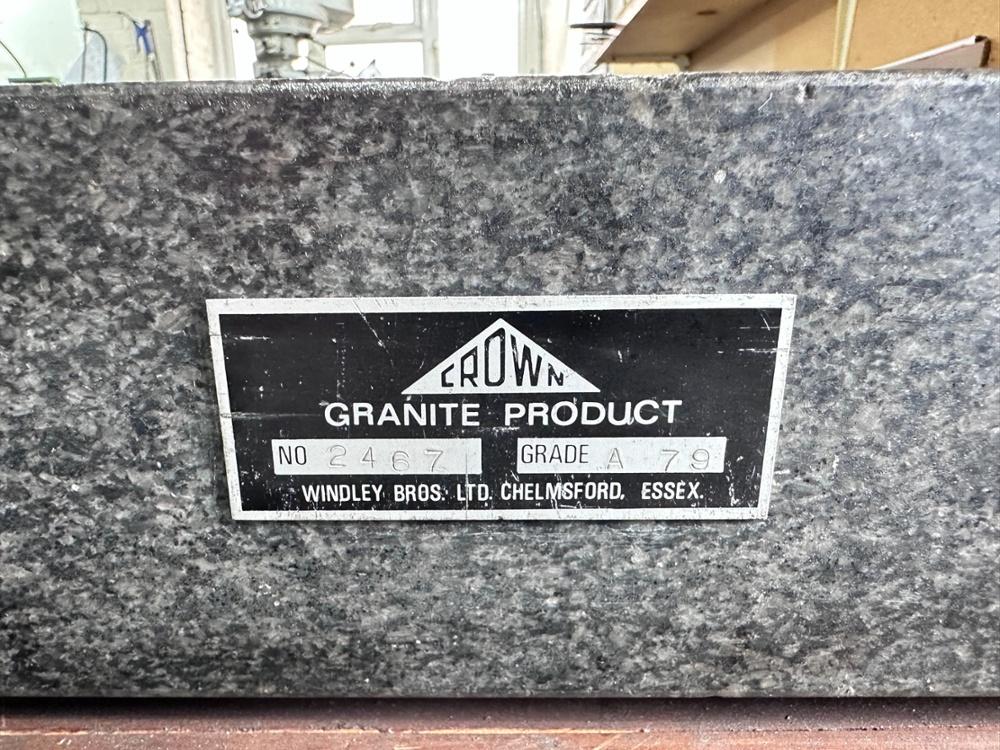 CROWN
GRANITE PRODUCT
NO 2467 GRADE A 79
WINDLEY BROS. LTD. CHELMSFORD. ESSEX.